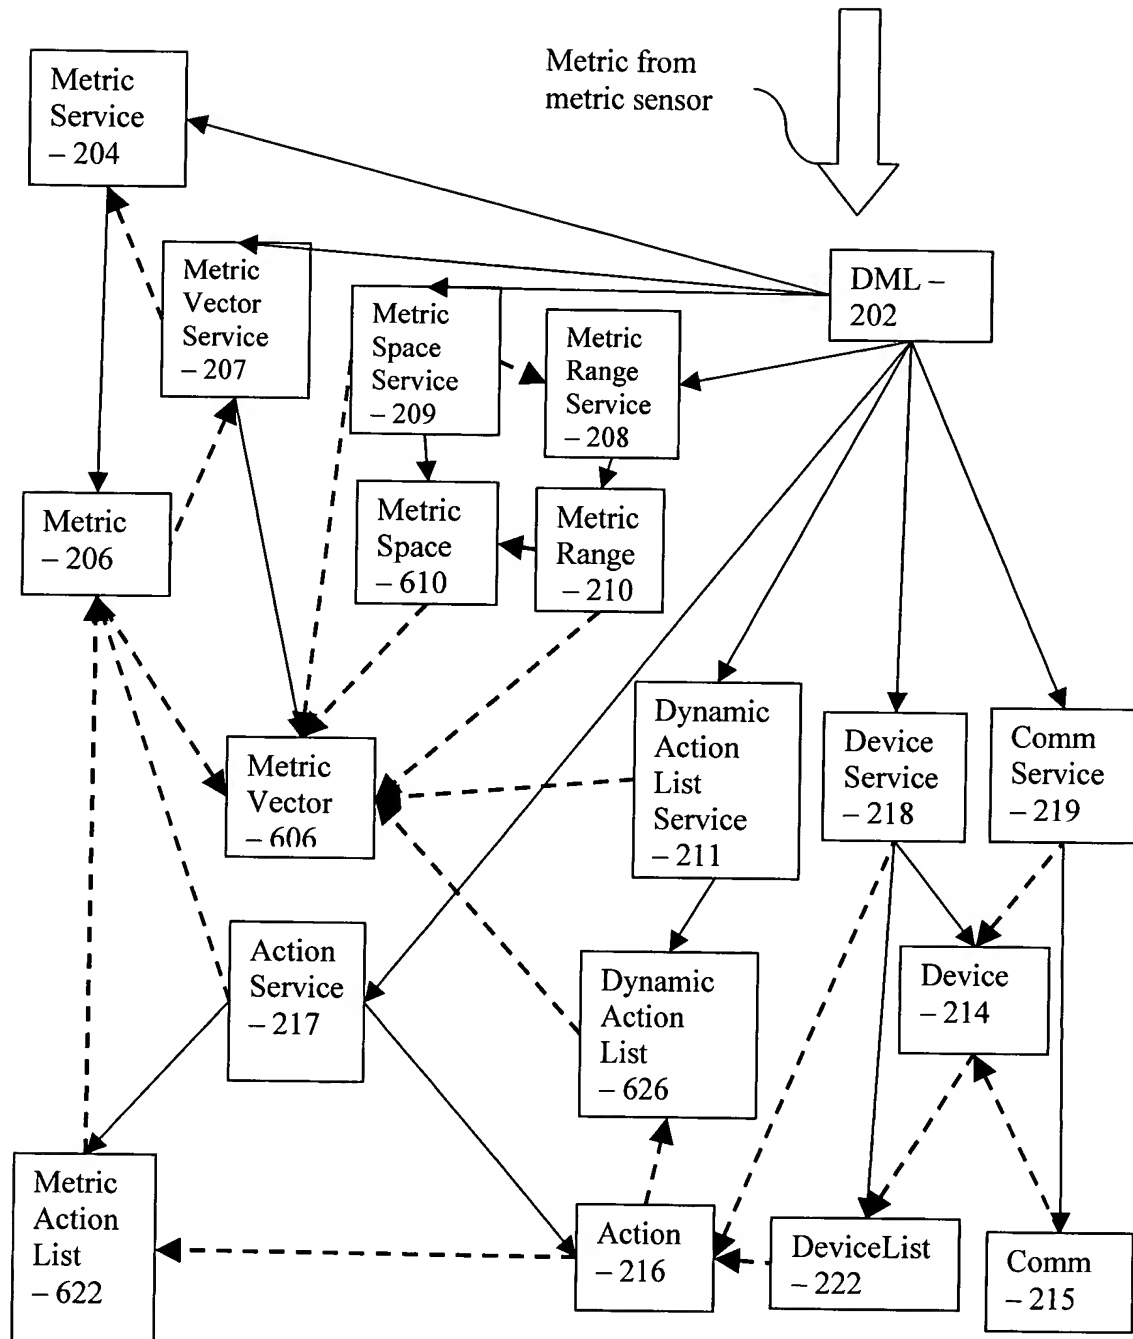 Metric from
metric sensor
Metric
Service
– 204
DML –
202
Metric
Vector
Service
– 207
Metric
Space
Service
– 209
Metric
Range
Service
– 208
Metric
– 206
Metric
Space
– 610
Metric
Range
– 210
Metric
Vector
– 606
Dynamic
Action
List
Service
– 211
Device
Service
– 218
Comm
Service
– 219
Action
Service
– 217
Dynamic
Action
List
– 626
Device
– 214
Metric
Action
List
– 622
Action
– 216
DeviceList
– 222
Comm
– 215